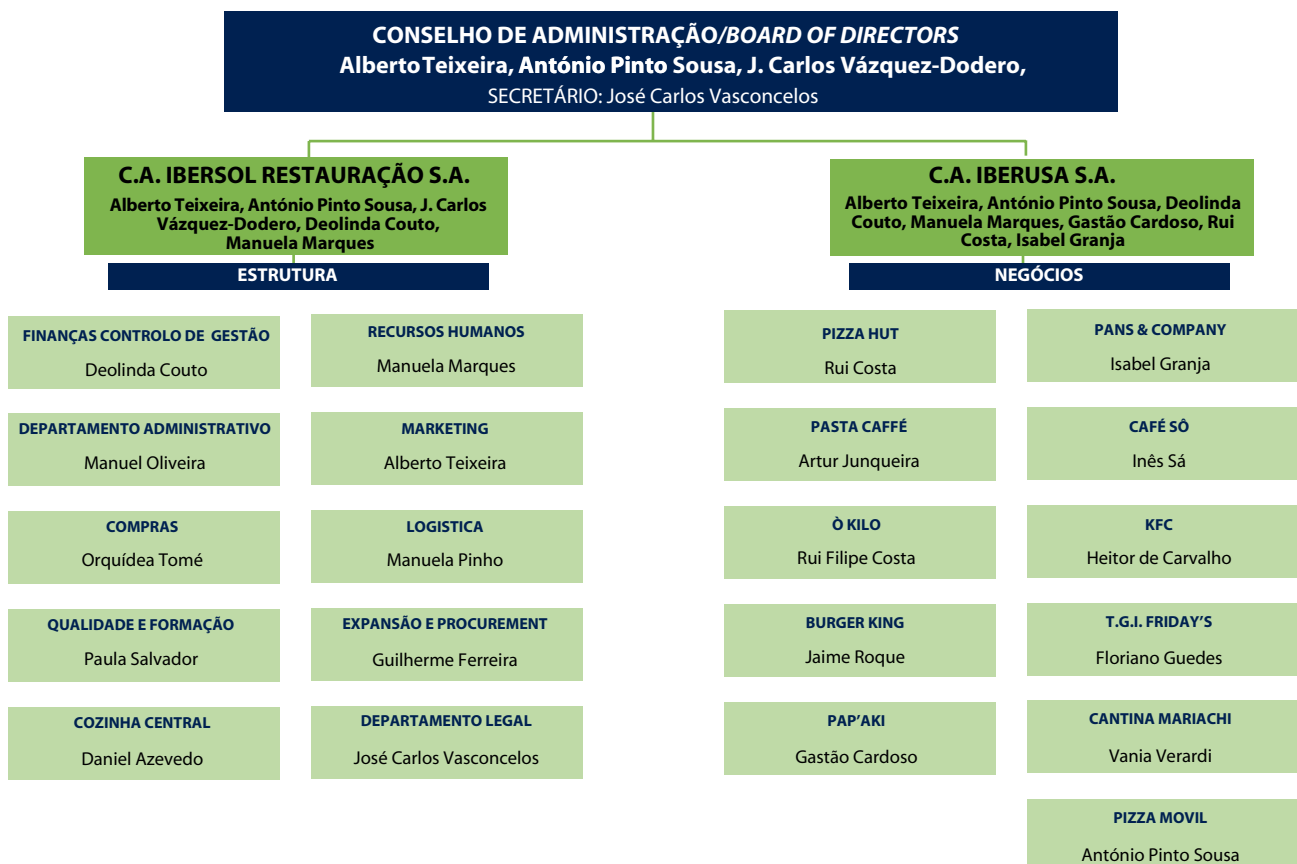 CONSELHO DE ADMINISTRAÇÃO/BOARD OF DIRECTORS
Alberto Teixeira, António Pinto Sousa, J. Carlos Vázquez-Dodero,
SECRETÁRIO: José Carlos Vasconcelos
C.A. IBERSOL RESTAURAÇÃO S.A.
Alberto Teixeira, António Pinto Sousa, J. Carlos
Vázquez-Dodero, Deolinda Couto,
Manuela Marques
ESTRUTURA
FINANÇAS CONTROLO DE GESTÃO
Deolinda Couto
RECURSOS HUMANOS
Manuela Marques
DEPARTAMENTO ADMINISTRATIVO
Manuel Oliveira
MARKETING
Alberto Teixeira
COMPRAS
Orquídea Tomé
LOGISTICA
Manuela Pinho
QUALIDADE E FORMAÇÃO
Paula Salvador
EXPANSÃO E PROCUREMENT
Guilherme Ferreira
COZINHA CENTRAL
Daniel Azevedo
DEPARTAMENTO LEGAL
José Carlos Vasconcelos
C.A. IBERUSA S.A.
Alberto Teixeira, António Pinto Sousa, Deolinda
Couto, Manuela Marques, Gastão Cardoso, Rui
Costa, Isabel Granja
NEGÓCIOS
PIZZA HUT
Rui Costa
PANS & COMPANY
Isabel Granja
PASTA CAFFÉ
Artur Junqueira
CAFÉ SÔ
Inês Sá
Ò KILO
Rui Filipe Costa
KFC
Heitor de Carvalho
BURGER KING
Jaime Roque
T.G.I. FRIDAY’S
Floriano Guedes
PAP’AKI
Gastão Cardoso
CANTINA MARIACHI
Vania Verardi
PIZZA MOVIL
António Pinto Sousa